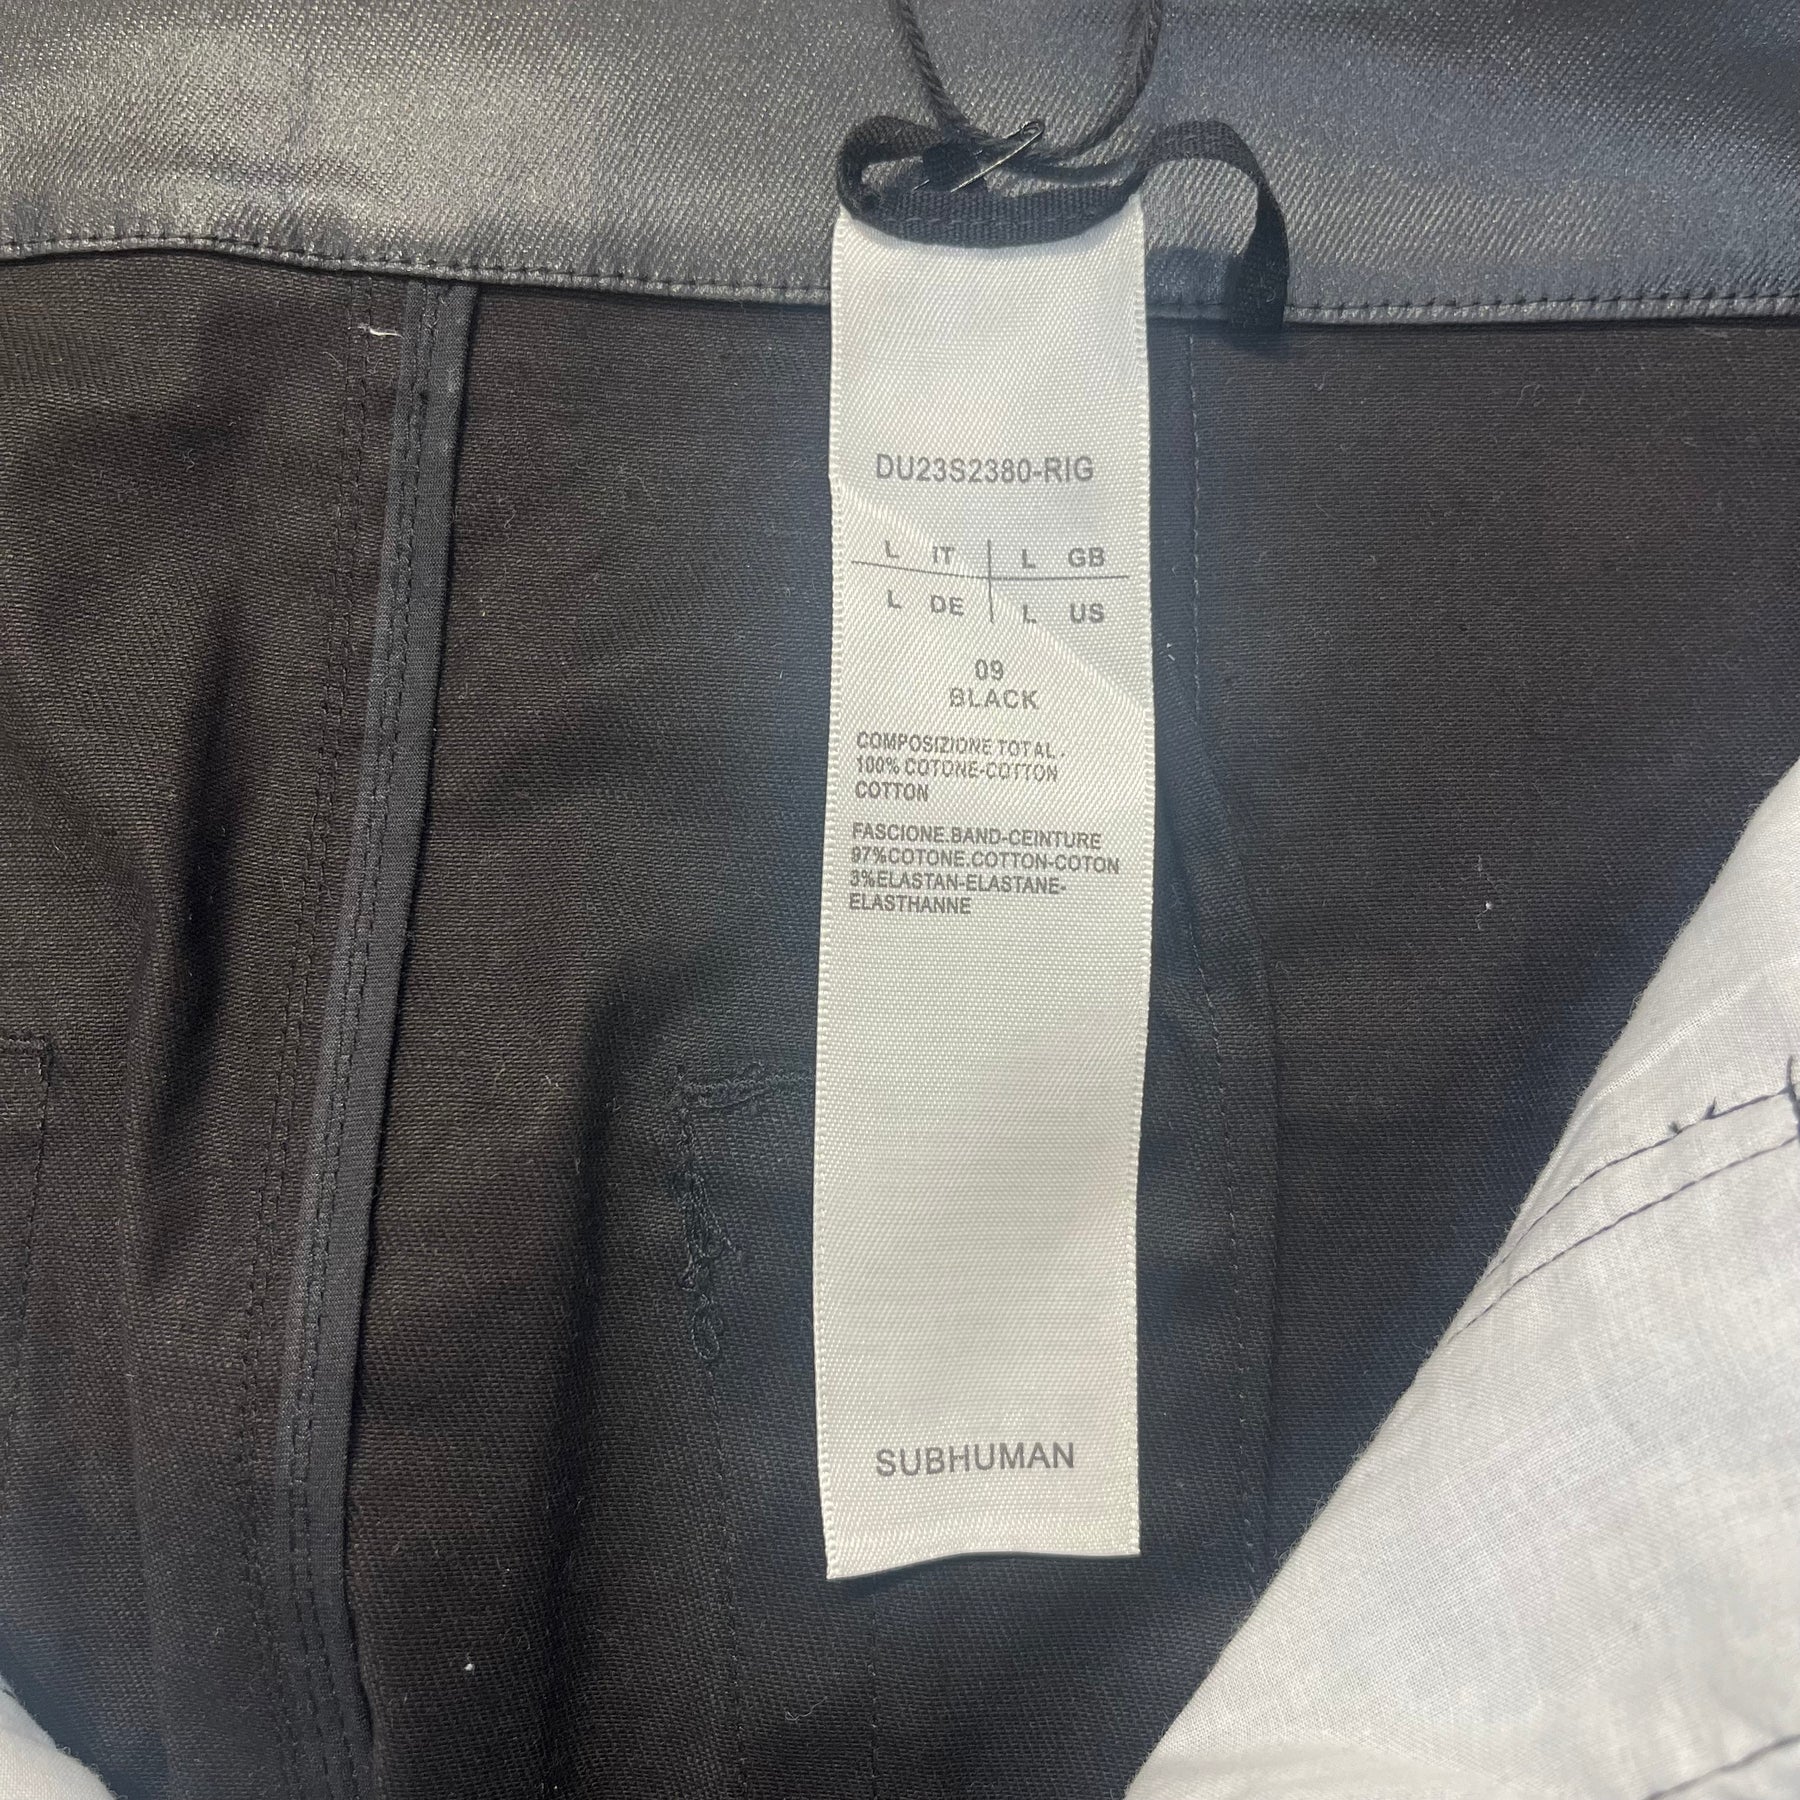 DU23S2380-RIG
L IT L GB
L DE L US
09
BLACK
COMPOSIZIONE TOTAL.
100% COTONE-COTTON
COTTON
FASCIONE.BAND-CEINTURE
97%COTONE.COTTON-COTON
3%ELASTAN-ELASTANE-
ELASTHANNE
SUBHUMAN